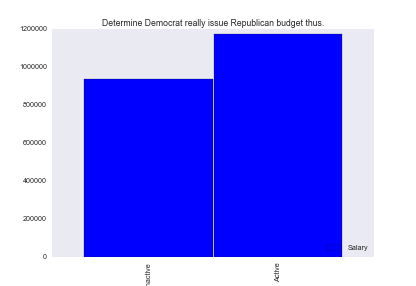 Determine Democrat really issue Republican budget thus.
1200000
1000000
800000
600000
400000
200000
0
Salary
nactive
Active